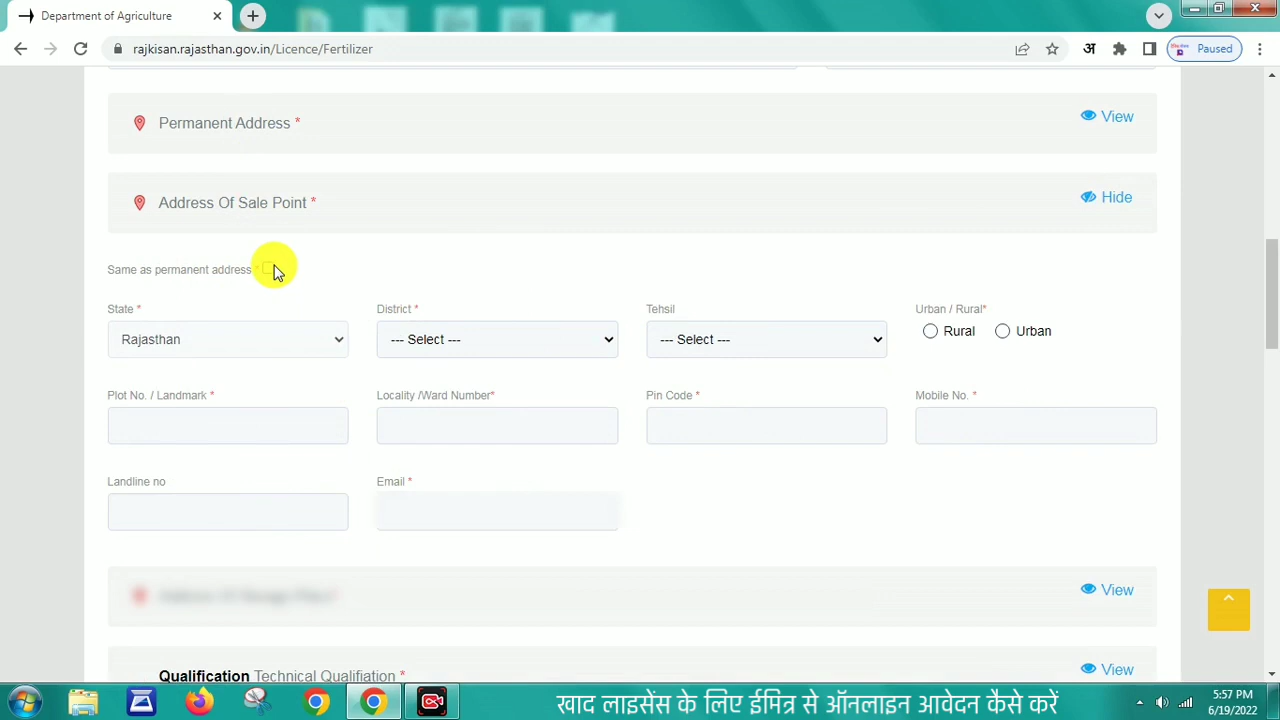 Department of Agriculture
rajkisan.rajasthan.gov.in/Licence/Fertilizer
अ
Paused
Permanent Address *
View
Address Of Sale Point *
Hide
Same as permanent address *
State *
District *
Tehsil
Urban / Rural*
Rajasthan
--- Select ---
--- Select ---
Rural
Urban
Plot No. / Landmark *
Locality /Ward Number*
Pin Code *
Mobile No. *
Landline no
Email *
View
Qualification Technical Qualifiation *
View
खाद लाइसेंस के लिए ईमित्र से ऑनलाइन आवेदन कैसे करें
5:57 PM
6/19/2022